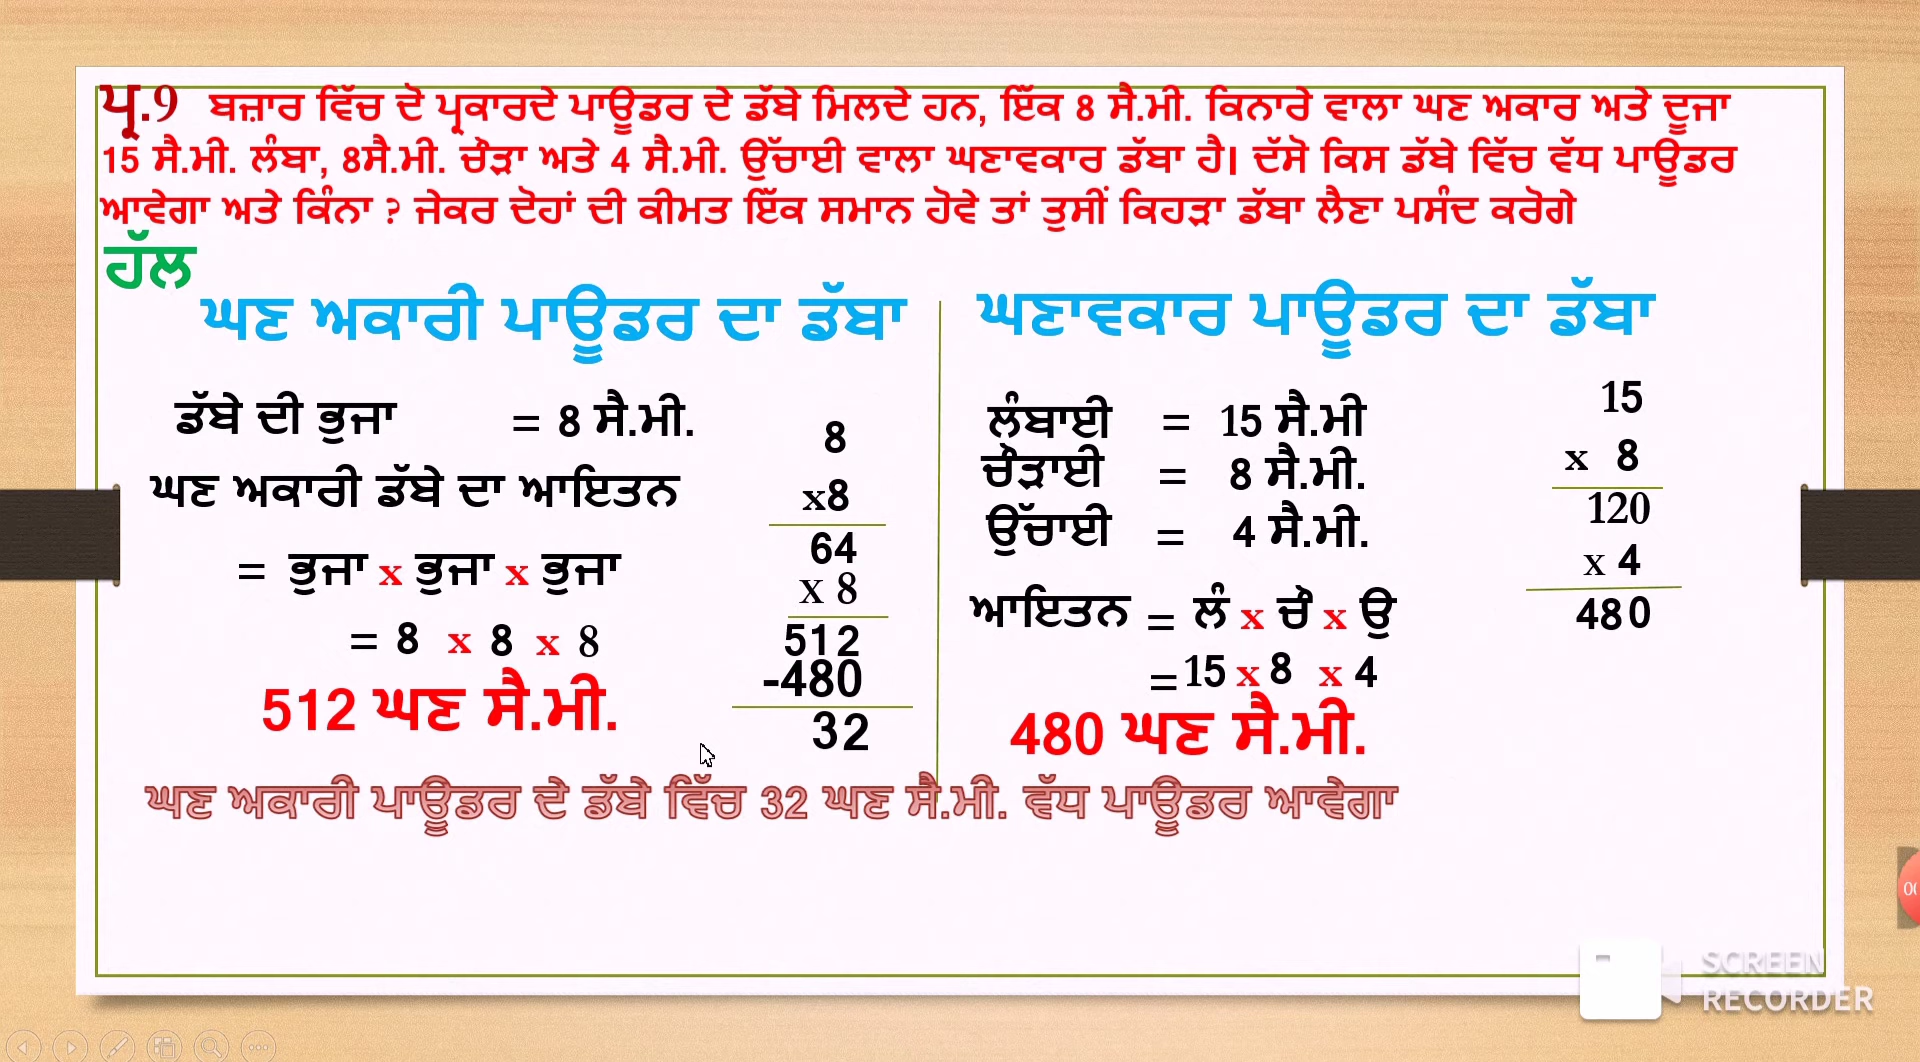 ਪ੍ਰ.9 ਬਜ਼ਾਰ ਵਿੱਚ ਦੋ ਪ੍ਰਕਾਰਦੇ ਪਾਊਡਰ ਦੇ ਡੱਬੇ ਮਿਲਦੇ ਹਨ, ਇੱਕ 8 ਸੈ.ਮੀ. ਕਿਨਾਰੇ ਵਾਲਾ ਘਣ ਅਕਾਰ ਅਤੇ ਦੂਜਾ
15 ਸੈ.ਮੀ. ਲੰਬਾ, 8ਸੈ.ਮੀ. ਚੌੜਾ ਅਤੇ 4 ਸੈ.ਮੀ. ਉੱਚਾਈ ਵਾਲਾ ਘਣਾਵਕਾਰ ਡੱਬਾ ਹੈ। ਦੱਸੋ ਕਿਸ ਡੱਬੇ ਵਿੱਚ ਵੱਧ ਪਾਊਡਰ
ਆਵੇਗਾ ਅਤੇ ਕਿੰਨਾ ? ਜੇਕਰ ਦੋਹਾਂ ਦੀ ਕੀਮਤ ਇੱਕ ਸਮਾਨ ਹੋਵੇ ਤਾਂ ਤੁਸੀਂ ਕਿਹੜਾ ਡੱਬਾ ਲੈਣਾ ਪਸੰਦ ਕਰੋਗੇ
ਹੱਲ
ਘਣ ਅਕਾਰੀ ਪਾਊਡਰ ਦਾ ਡੱਬਾ
ਡੱਬੇ ਦੀ ਭੁਜਾ = 8 ਸੈ.ਮੀ.
ਘਣ ਅਕਾਰੀ ਡੱਬੇ ਦਾ ਆਇਤਨ
= ਭੁਜਾ x ਭੁਜਾ x ਭੁਜਾ
= 8 x 8 x 8
512 ਘਣ ਸੈ.ਮੀ.
8
x8
64
x 8
512
-480
32
ਘਣਾਵਕਾਰ ਪਾਊਡਰ ਦਾ ਡੱਬਾ
ਲੰਬਾਈ = 15 ਸੈ.ਮੀ
ਚੌੜਾਈ = 8 ਸੈ.ਮੀ.
ਉੱਚਾਈ = 4 ਸੈ.ਮੀ.
ਆਇਤਨ = ਲੰ x ਚੌ x ਉ
=15 x 8 x 4
480 ਘਣ ਸੈ.ਮੀ.
15
x 8
120
x 4
480
ਘਣ ਅਕਾਰੀ ਪਾਊਡਰ ਦੇ ਡੱਬੇ ਵਿੱਚ 32 ਘਣ ਸੈ.ਮੀ. ਵੱਧ ਪਾਊਡਰ ਆਵੇਗਾ
SCREEN
RECORDER